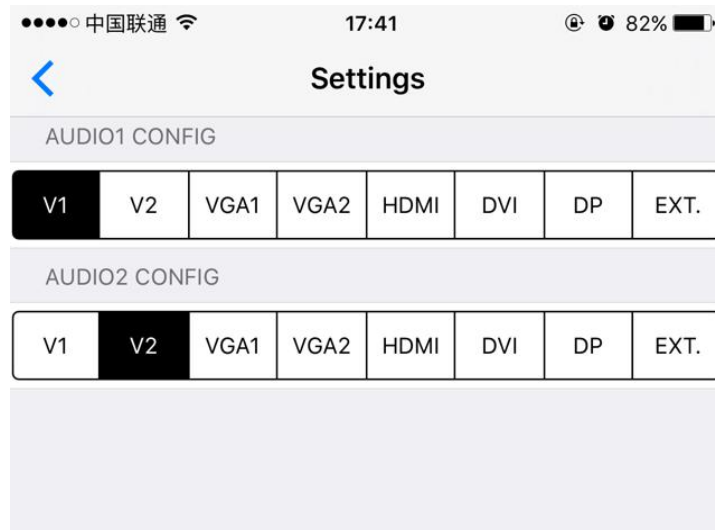 中国联通 17:41 82%
Settings
AUDIO1 CONFIG
V1 V2 VGA1 VGA2 HDMI DVI DP EXT.
AUDIO2 CONFIG
V1 V2 VGA1 VGA2 HDMI DVI DP EXT.